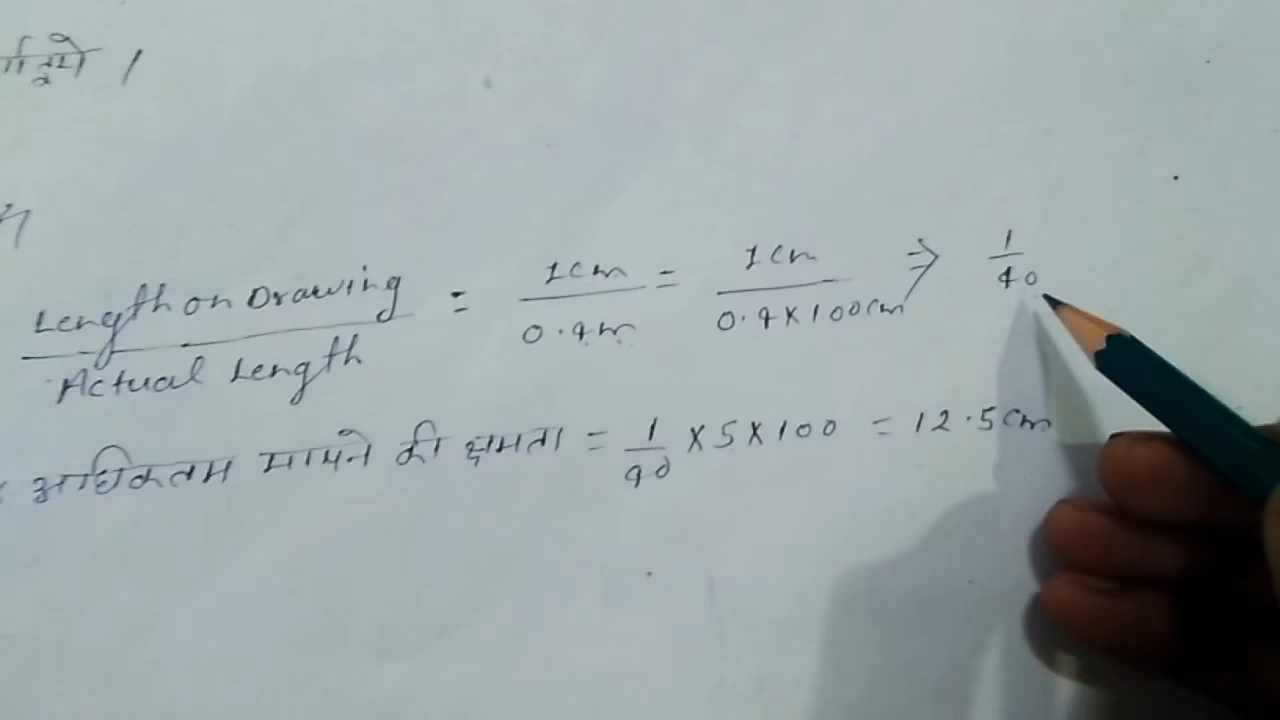 Length on Drawing / Actual Length = 1cm / 0.4m = 1cm / 0.4×100cm ⇒ 1/40
अधिकतम मापने की क्षमता = 1/40 × 5 × 100 = 12.5cm